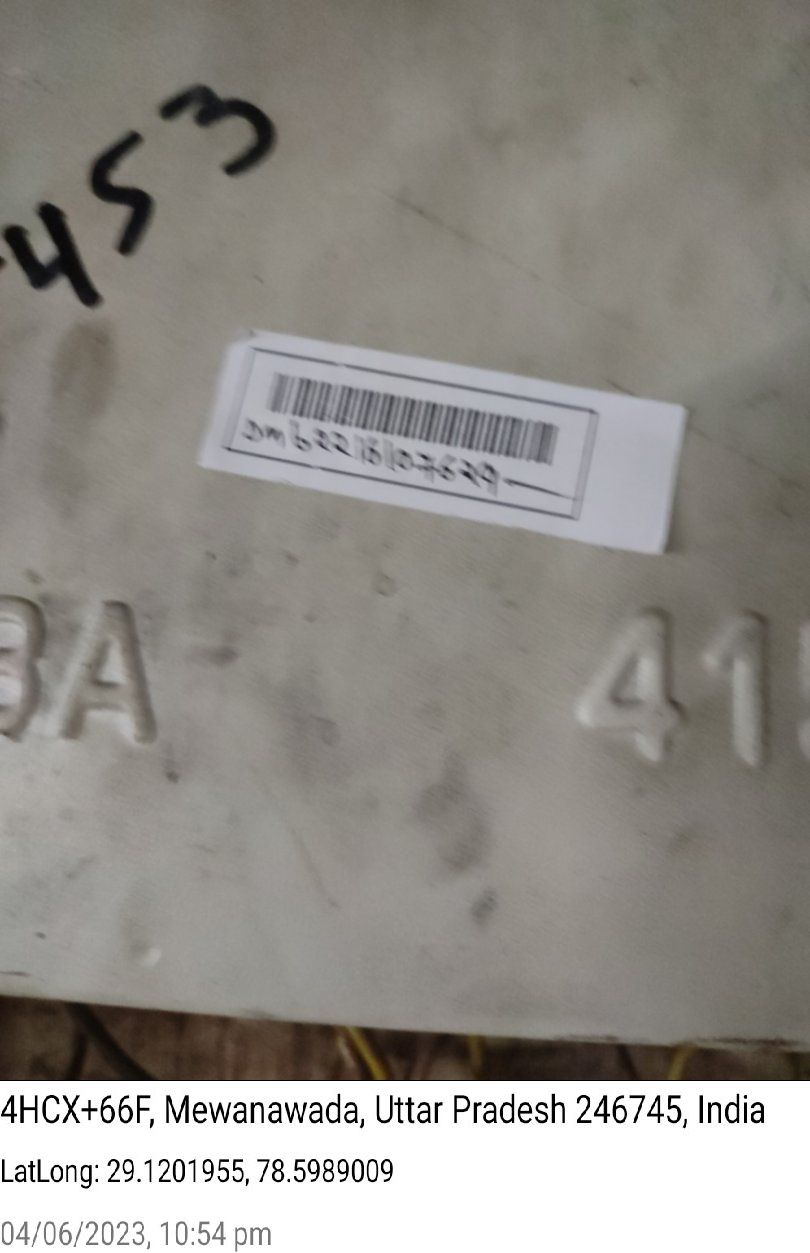 453
3A 41
4HCX+66F, Mewanawada, Uttar Pradesh 246745, India
LatLong: 29.1201955, 78.5989009
04/06/2023, 10:54 pm